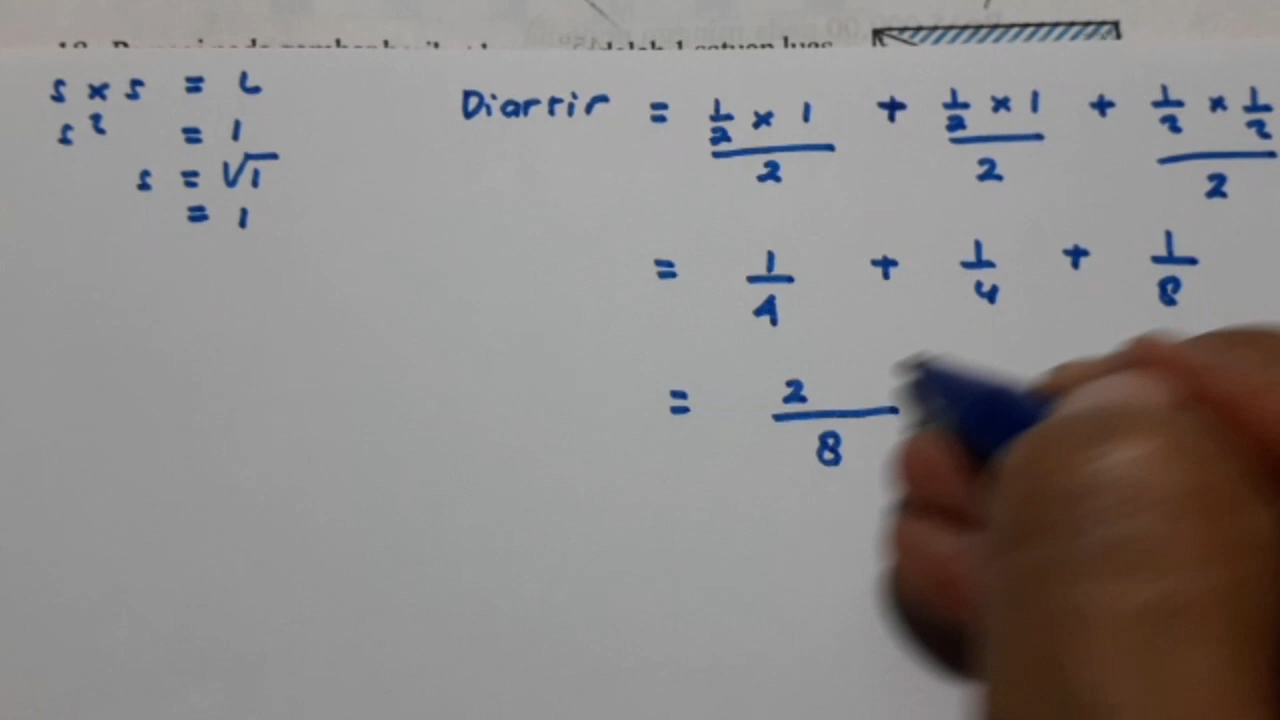 s × s = L
s² = 1
s = √1
= 1
Diarsir = ½ × 1 / 2 + ½ × 1 / 2 + ½ × ½ / 2
= 1/4 + 1/4 + 1/8
= 2 / 8